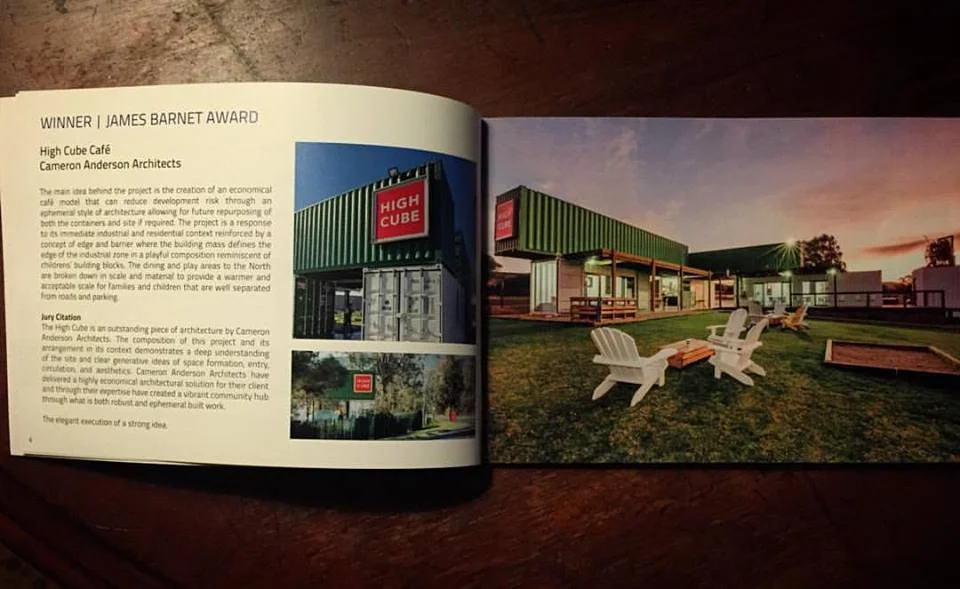 WINNER | JAMES BARNET AWARD
High Cube Café
Cameron Anderson Architects
The main idea behind the project is the creation of an economical
café model that can reduce development risk through an
ephemeral style of architecture allowing for future repurposing of
both the containers and site if required. The project is a response
to its immediate industrial and residential context reinforced by a
concept of edge and barrier where the building mass defines the
edge of the industrial zone in a playful composition reminiscent of
childrens' building blocks. The dining and play areas to the North
are broken down in scale and material to provide a warmer and
acceptable scale for families and children that are well separated
from roads and parking.
Jury Citation
The High Cube is an outstanding piece of architecture by Cameron
Anderson Architects. The composition of this project and its
arrangement in its context demonstrates a deep understanding
of the site and clear generative ideas of space formation, entry,
circulation, and aesthetics. Cameron Anderson Architects have
delivered a highly economical architectural solution for their client
and through their expertise have created a vibrant community hub
through what is both robust and ephemeral built work.
The elegant execution of a strong idea.
4
HIGH
CUBE
HIGH
CUBE
HIGH
CUBE